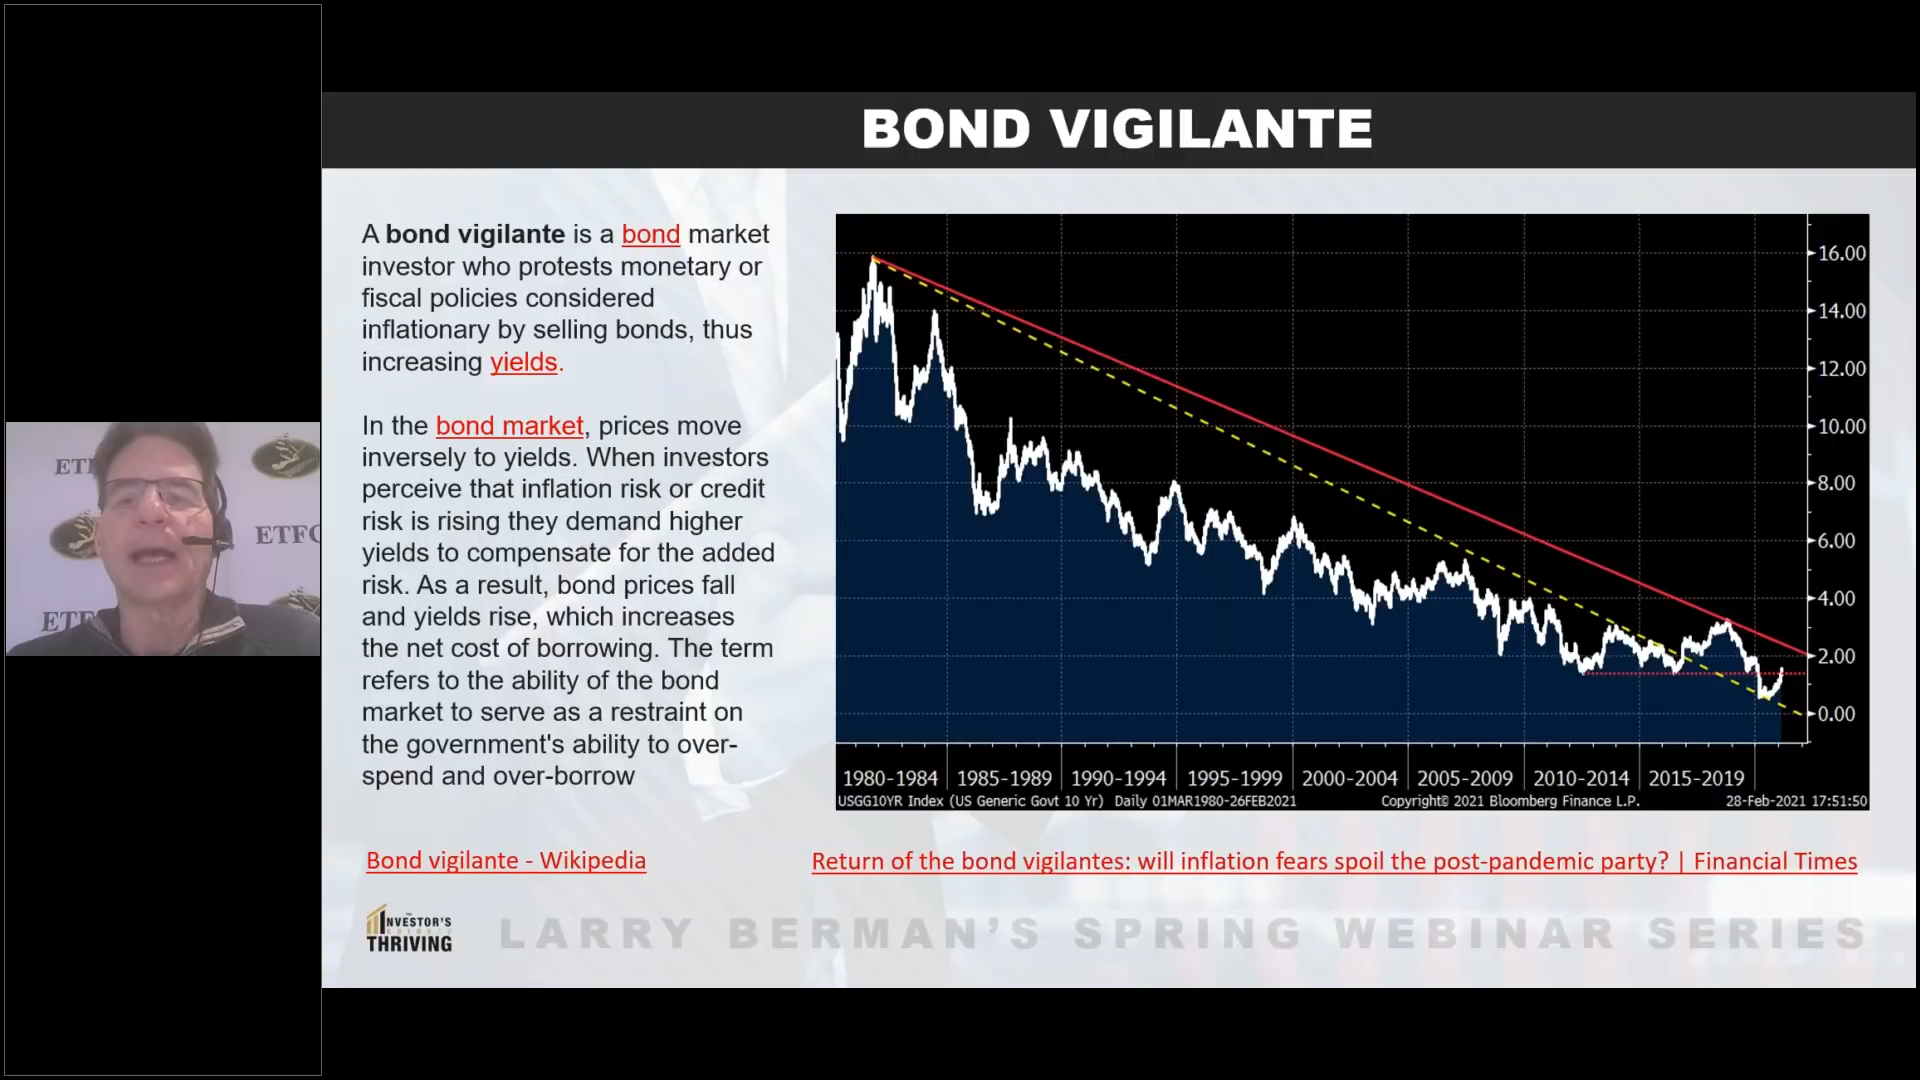 BOND VIGILANTE
A bond vigilante is a bond market
investor who protests monetary or
fiscal policies considered
inflationary by selling bonds, thus
increasing yields.
In the bond market, prices move
inversely to yields. When investors
perceive that inflation risk or credit
risk is rising they demand higher
yields to compensate for the added
risk. As a result, bond prices fall
and yields rise, which increases
the net cost of borrowing. The term
refers to the ability of the bond
market to serve as a restraint on
the government's ability to over-
spend and over-borrow
16.00
14.00
12.00
10.00
8.00
6.00
4.00
2.00
0.00
1980-1984 1985-1989 1990-1994 1995-1999 2000-2004 2005-2009 2010-2014 2015-2019
USGG10YR Index (US Generic Govt 10 Yr) Daily 01MAR1980-26FEB2021 Copyright© 2021 Bloomberg Finance L.P. 28-Feb-2021 17:51:50
Bond vigilante - Wikipedia
Return of the bond vigilantes: will inflation fears spoil the post-pandemic party? | Financial Times
INVESTOR'S
THRIVING
LARRY BERMAN'S SPRING WEBINAR SERIES